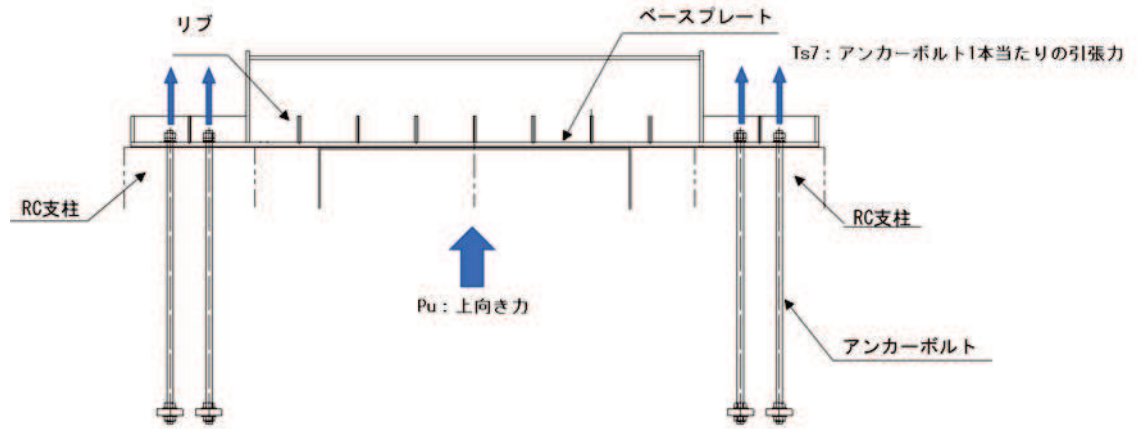 リブ
ベースプレート
Ts7：アンカーボルト1本当たりの引張力
RC支柱
RC支柱
Pu：上向き力
アンカーボルト